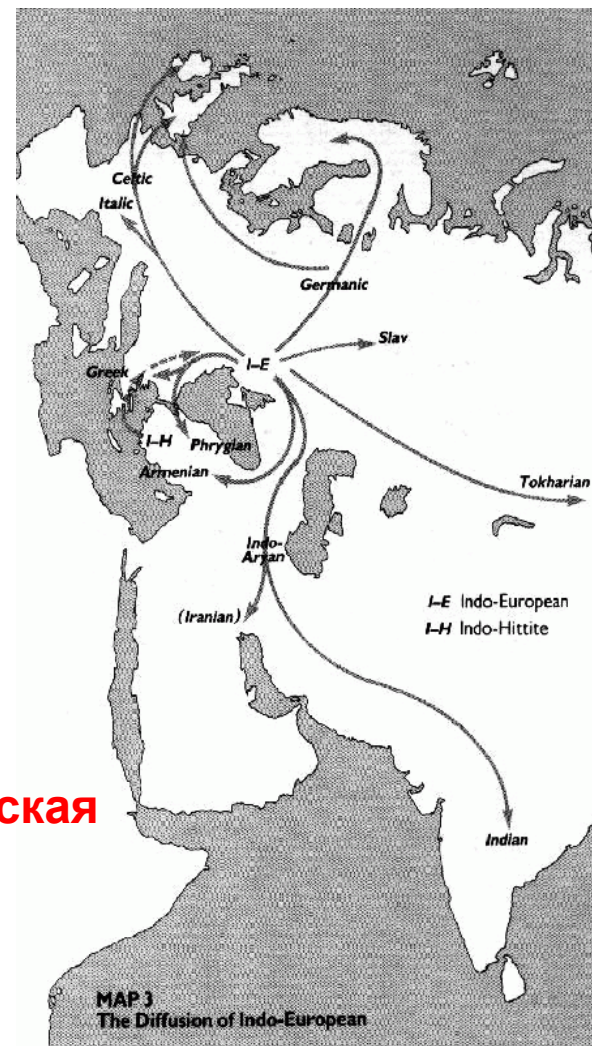 Celtic
Italic
Germanic
Slav
I–E
Greek
I–H
Phrygian
Armenian
Tokharian
Indo-
Aryan
I–E Indo-European
(Iranian)
I–H Indo-Hittite
ская
Indian
MAP 3
The Diffusion of Indo-European